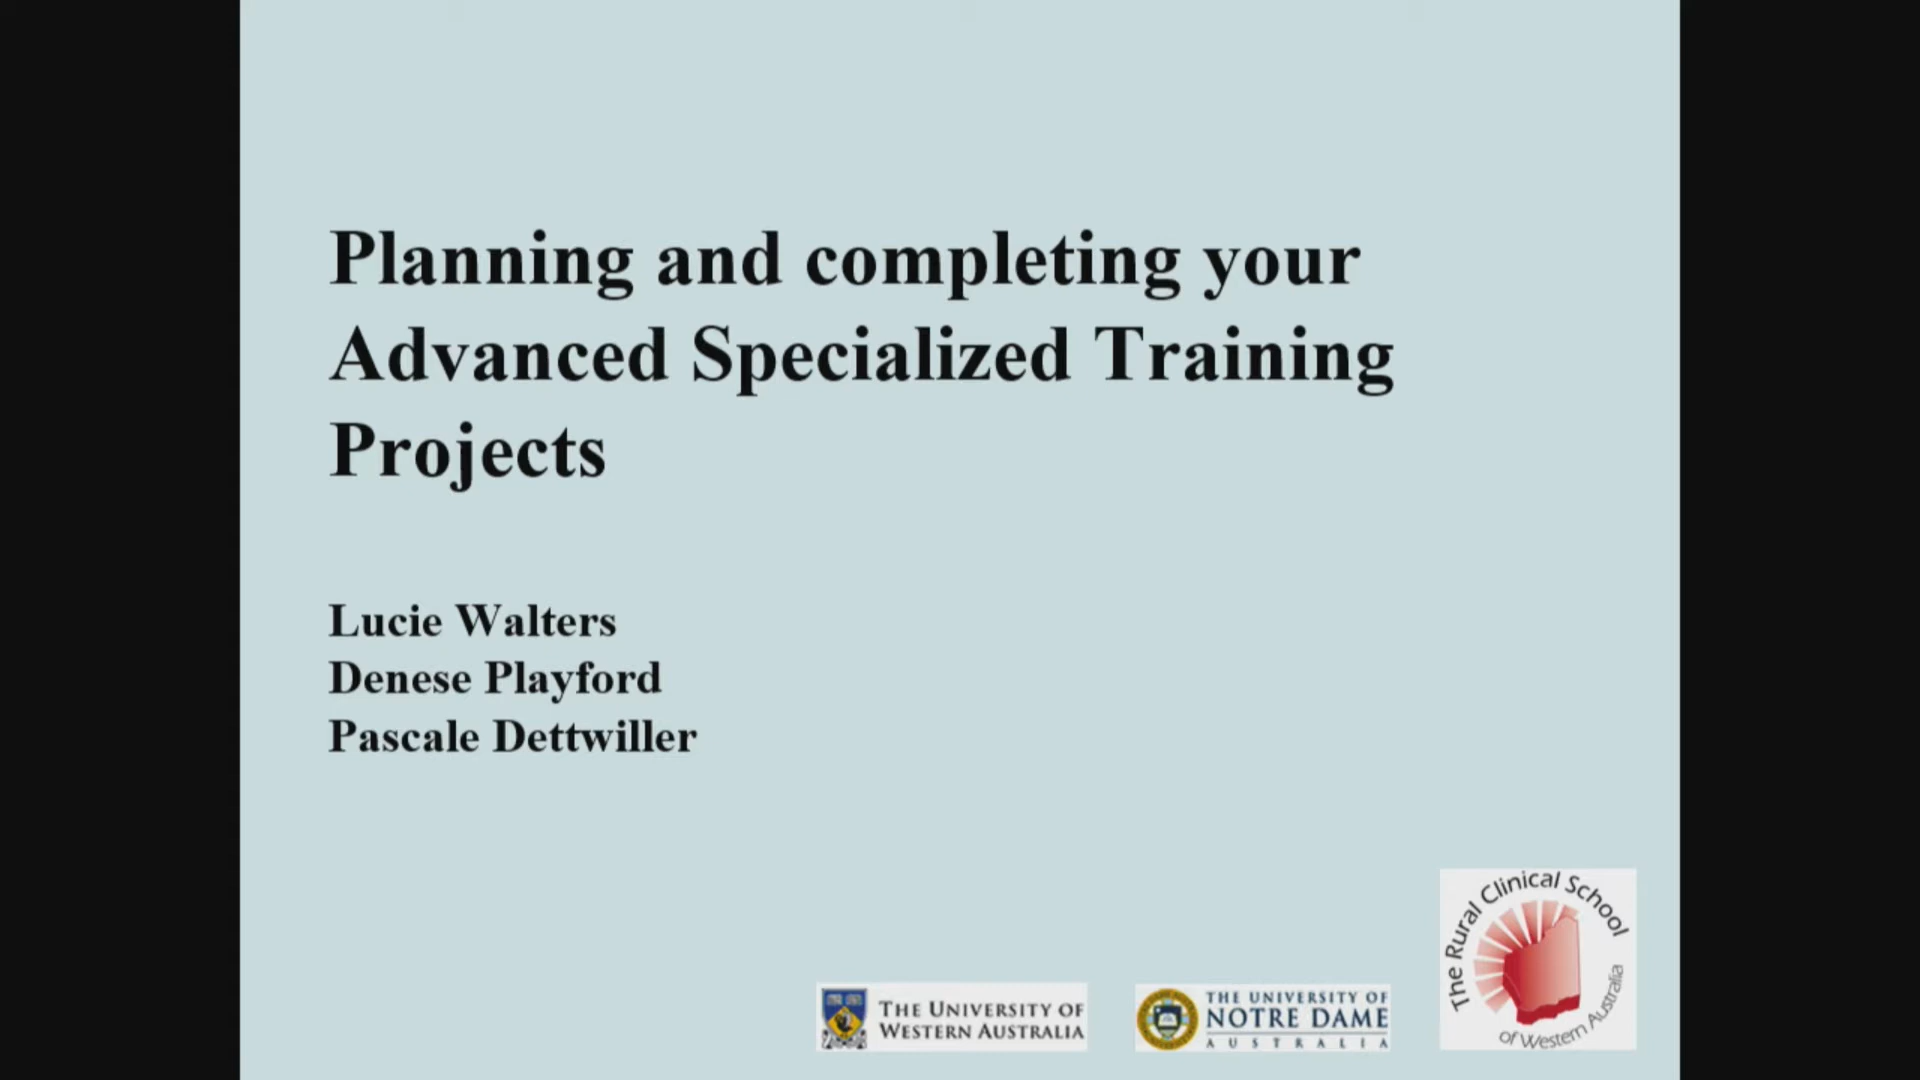 Planning and completing your
Advanced Specialized Training
Projects
Lucie Walters
Denese Playford
Pascale Dettwiller
THE UNIVERSITY OF
WESTERN AUSTRALIA
THE UNIVERSITY OF
NOTRE DAME
AUSTRALIA
The Rural Clinical School
of Western Australia